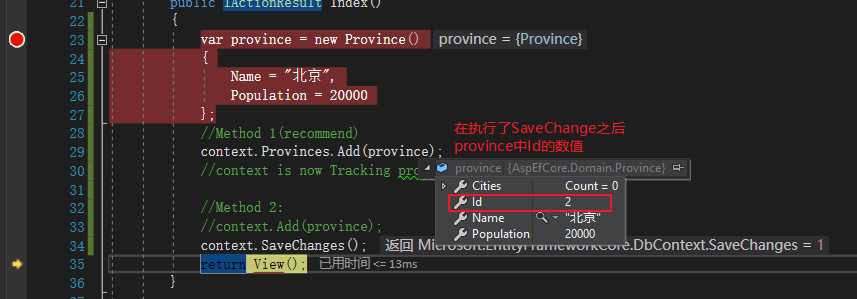 21 public IActionResult Index()
22 {
23 var province = new Province() province = {Province}
24 {
25 Name = "北京",
26 Population = 20000
27 };
28 //Method 1(recommend) 在执行了SaveChange之后
29 context.Provinces.Add(province); province中Id的数值
30 //context is now Tracking pro province {AspEfCore.Domain.Province}
31 Cities Count = 0
32 //Method 2: Id 2
33 //context.Add(province); Name "北京"
Population 20000
34 context.SaveChanges(); 返回 Microsoft.EntityFrameworkCore.DbContext.SaveChanges = 1
35 return View(); 已用时间 <= 13ms
36 }
37